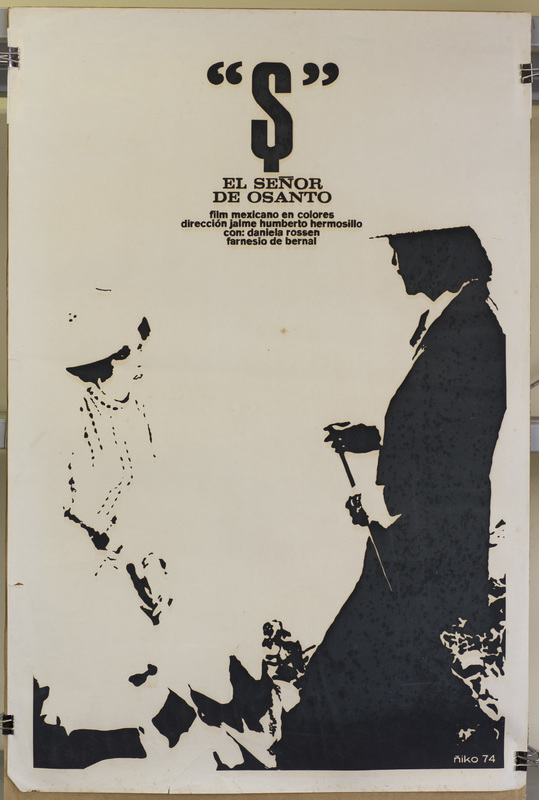 “$”
EL SEÑOR
DE OSANTO
film mexicano en colores
dirección jaime humberto hermosillo
con: daniela rossen
farnesio de bernal
ñiko 74